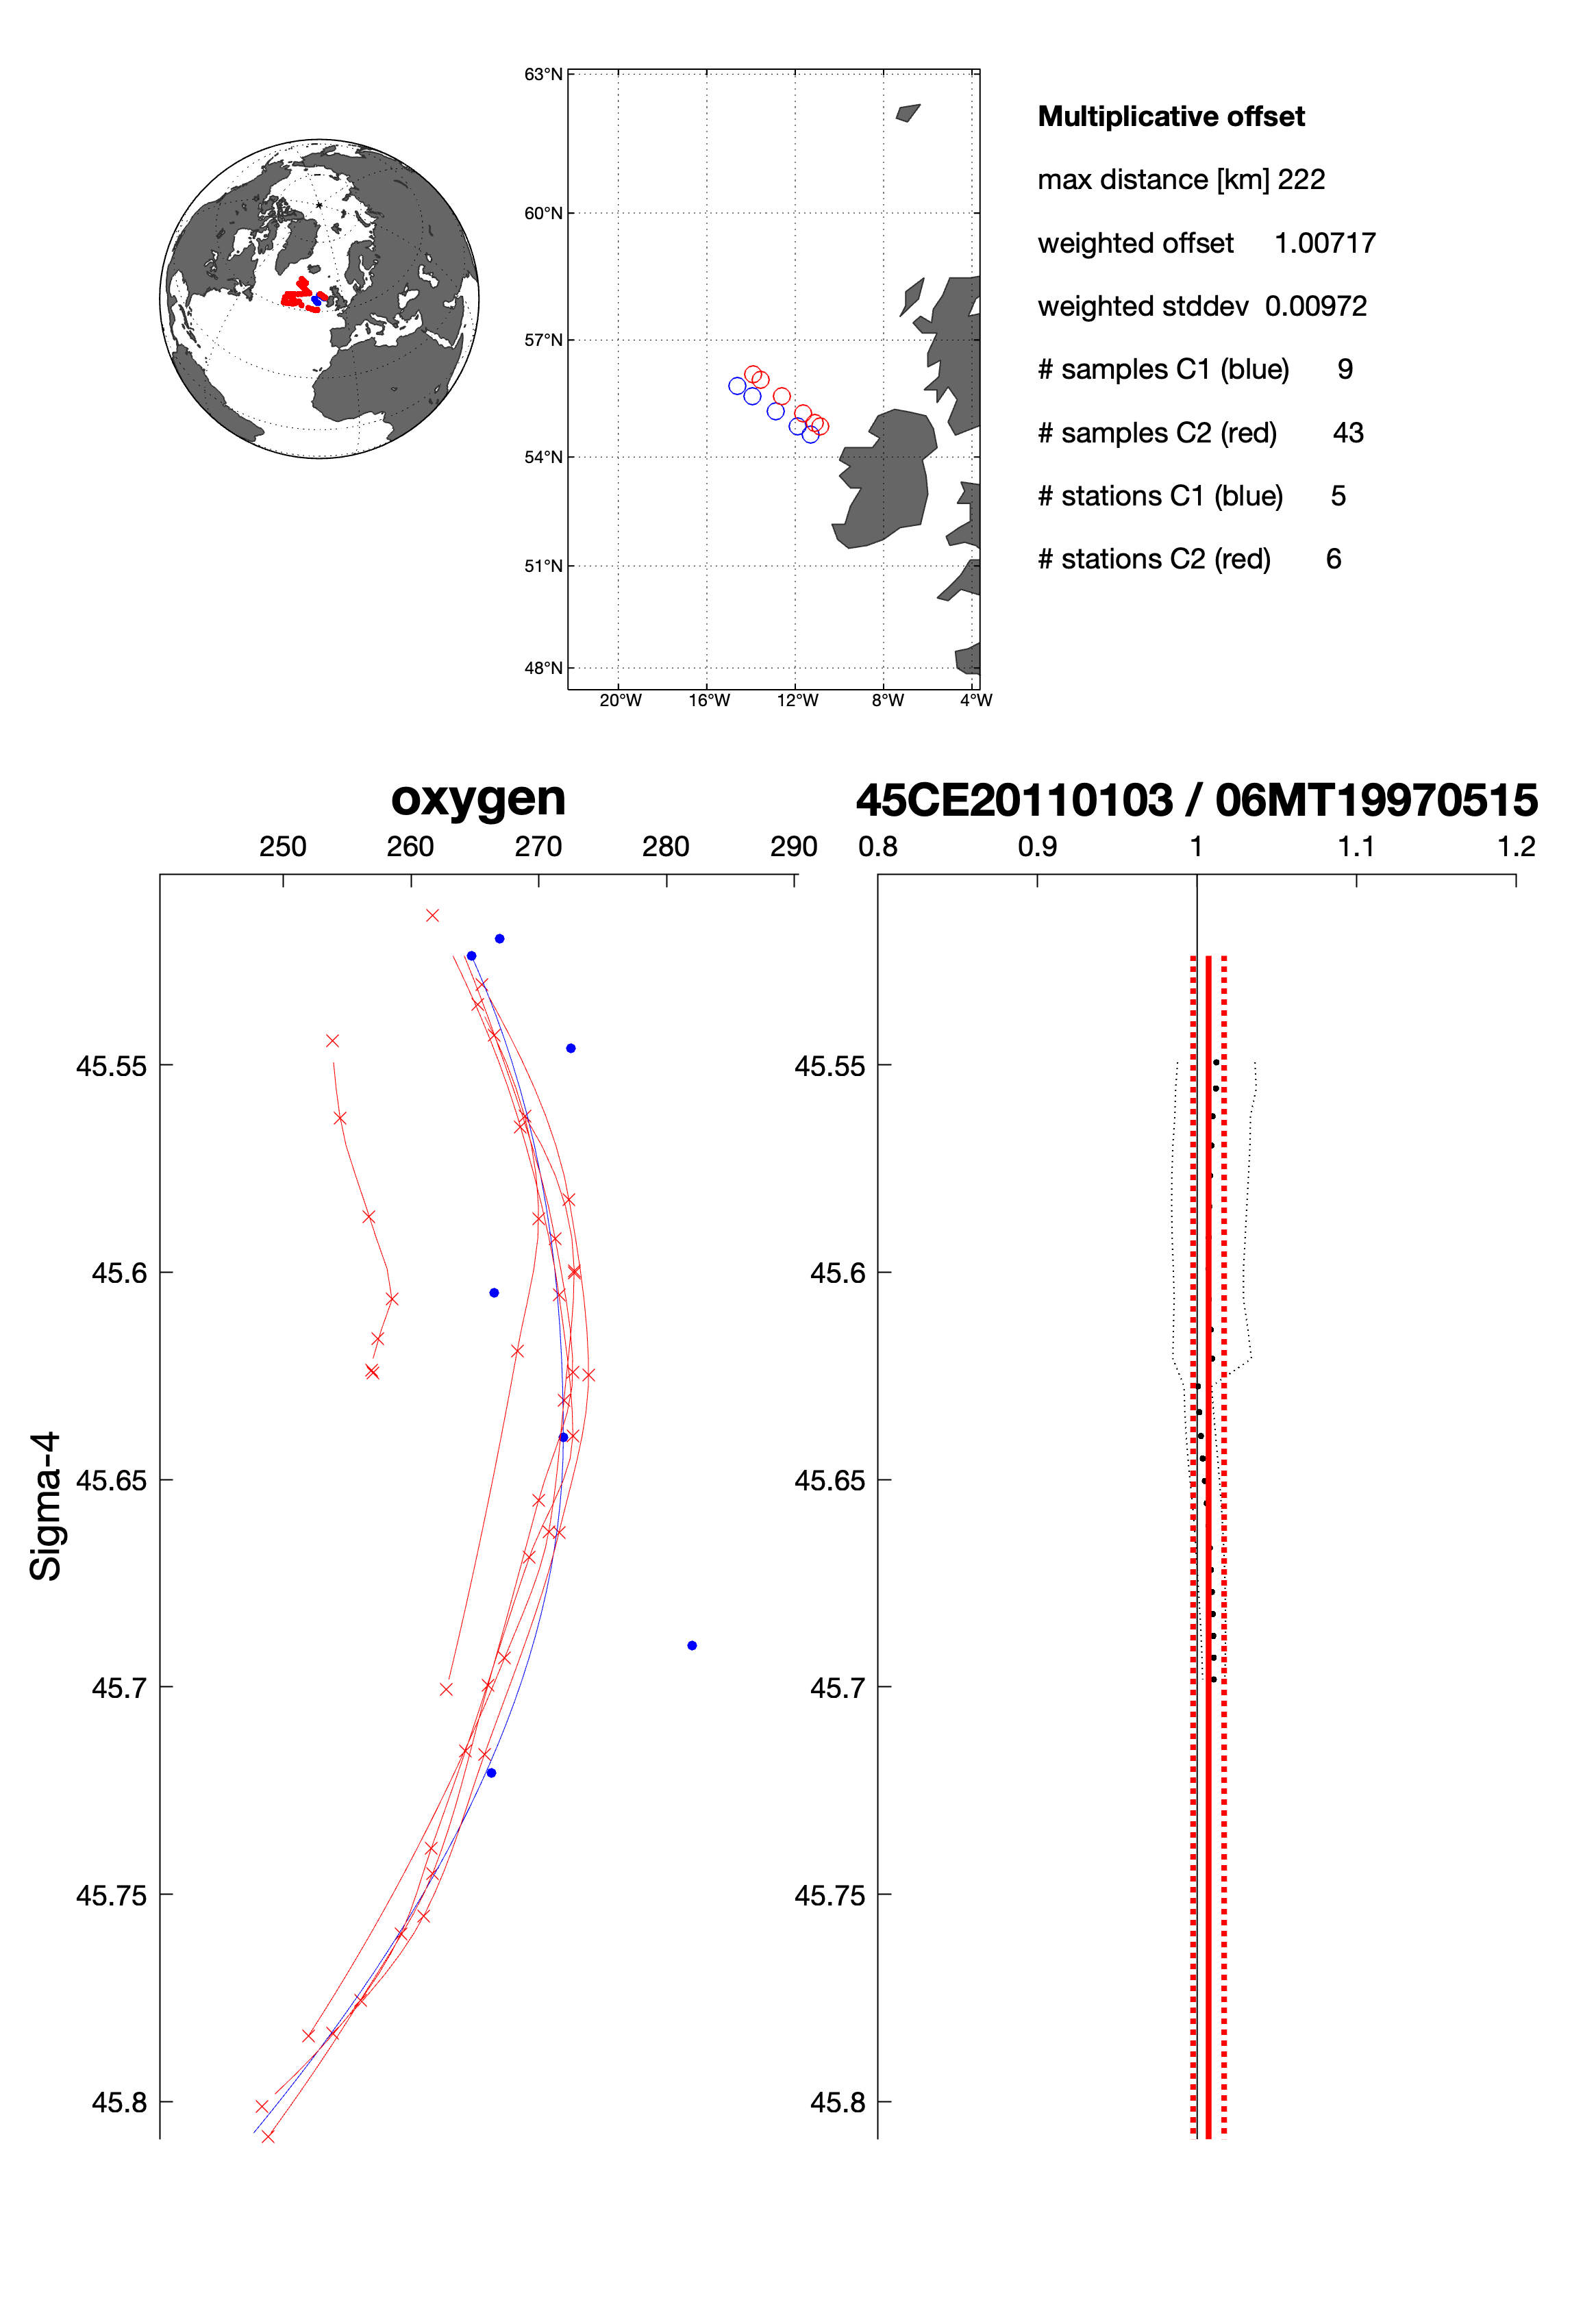 63°N
60°N
57°N
54°N
51°N
48°N
20°W 16°W 12°W 8°W 4°W
Multiplicative offset
max distance [km] 222
weighted offset 1.00717
weighted stddev 0.00972
# samples C1 (blue) 9
# samples C2 (red) 43
# stations C1 (blue) 5
# stations C2 (red) 6
oxygen
250 260 270 280 290
Sigma-4
45.55
45.6
45.65
45.7
45.75
45.8
45CE20110103 / 06MT19970515
0.8 0.9 1 1.1 1.2
45.55
45.6
45.65
45.7
45.75
45.8